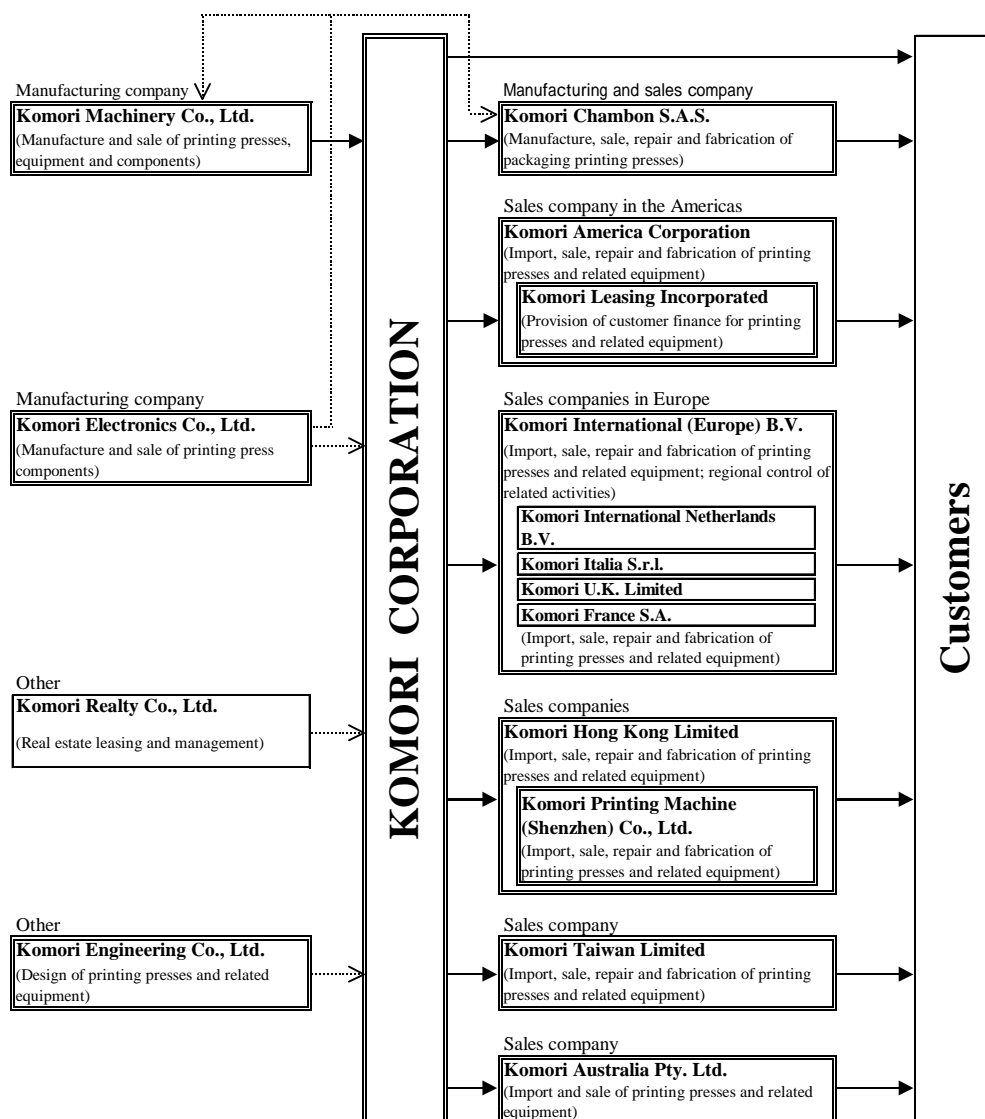 Manufacturing company
Komori Machinery Co., Ltd.
(Manufacture and sale of printing presses,
equipment and components)
Manufacturing company
Komori Electronics Co., Ltd.
(Manufacture and sale of printing press
components)
Other
Komori Realty Co., Ltd.
(Real estate leasing and management)
Other
Komori Engineering Co., Ltd.
(Design of printing presses and related
equipment)
KOMORI CORPORATION
Manufacturing and sales company
Komori Chambon S.A.S.
(Manufacture, sale, repair and fabrication of
packaging printing presses)
Sales company in the Americas
Komori America Corporation
(Import, sale, repair and fabrication of printing
presses and related equipment)
Komori Leasing Incorporated
(Provision of customer finance for printing
presses and related equipment)
Sales companies in Europe
Komori International (Europe) B.V.
(Import, sale, repair and fabrication of printing
presses and related equipment; regional control of
related activities)
Komori International Netherlands
B.V.
Komori Italia S.r.l.
Komori U.K. Limited
Komori France S.A.
(Import, sale, repair and fabrication of
printing presses and related equipment)
Sales companies
Komori Hong Kong Limited
(Import, sale, repair and fabrication of printing
presses and related equipment)
Komori Printing Machine
(Shenzhen) Co., Ltd.
(Import, sale, repair and fabrication of
printing presses and related equipment)
Sales company
Komori Taiwan Limited
(Import, sale, repair and fabrication of printing
presses and related equipment)
Sales company
Komori Australia Pty. Ltd.
(Import and sale of printing presses and related
equipment)
Customers